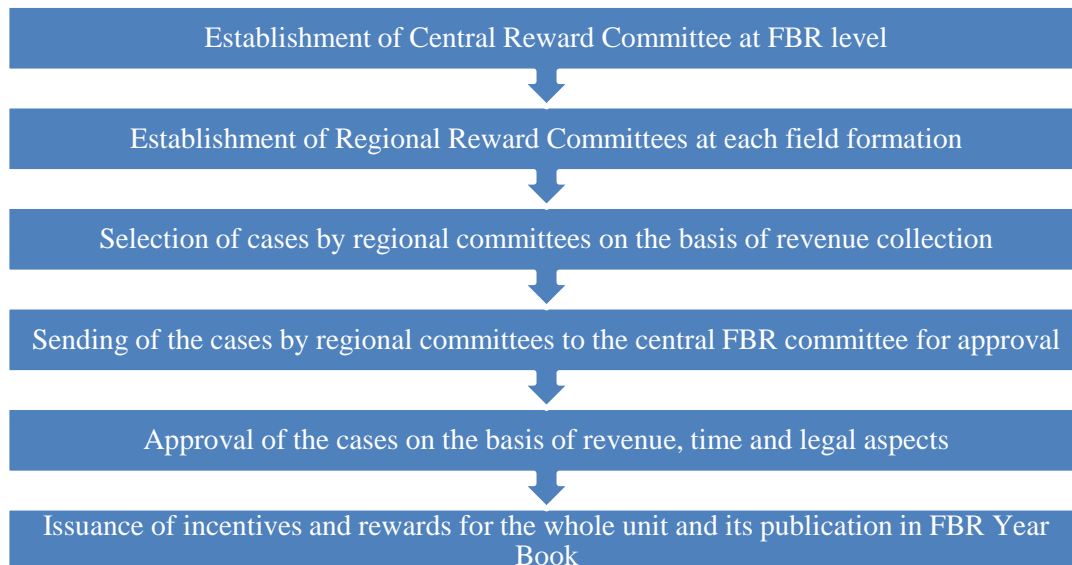 Establishment of Central Reward Committee at FBR level
Establishment of Regional Reward Committees at each field formation
Selection of cases by regional committees on the basis of revenue collection
Sending of the cases by regional committees to the central FBR committee for approval
Approval of the cases on the basis of revenue, time and legal aspects
Issuance of incentives and rewards for the whole unit and its publication in FBR Year
Book